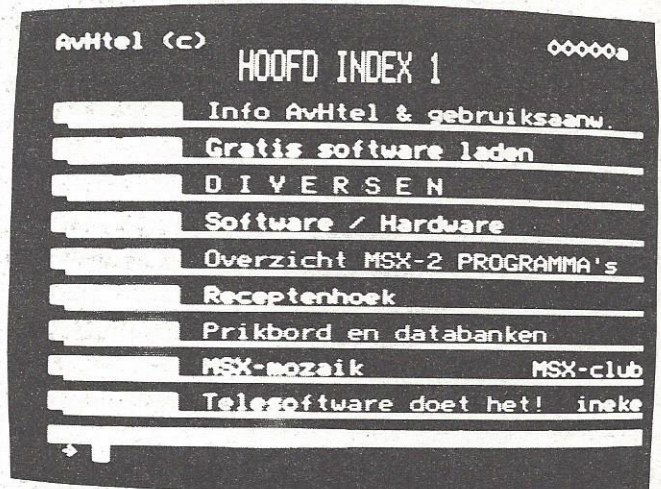 AvHtel (c) 00000a
HOOFD INDEX 1
Info AvHtel & gebruiksaanw.
Gratis software laden
D I V E R S E N
Software / Hardware
Overzicht MSX-2 PROGRAMMA's
Receptenhoek
Prikbord en databanken
MSX-mozaik MSX-club
Telesoftware doet het! ineke